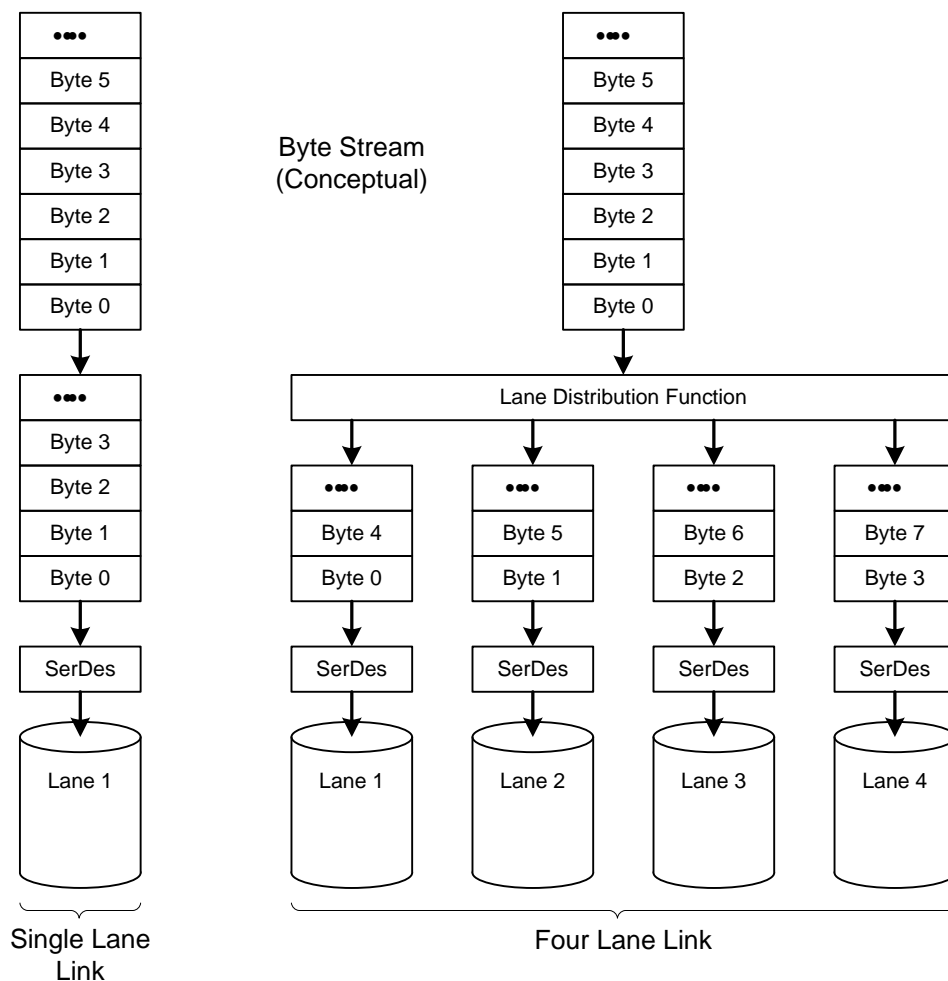 ••••
Byte 5
Byte 4
Byte 3
Byte 2
Byte 1
Byte 0
••••
Byte 3
Byte 2
Byte 1
Byte 0
SerDes
Lane 1
Single Lane
Link
Byte Stream
(Conceptual)
••••
Byte 5
Byte 4
Byte 3
Byte 2
Byte 1
Byte 0
Lane Distribution Function
•••• •••• •••• ••••
Byte 4 Byte 5 Byte 6 Byte 7
Byte 0 Byte 1 Byte 2 Byte 3
SerDes SerDes SerDes SerDes
Lane 1 Lane 2 Lane 3 Lane 4
Four Lane Link